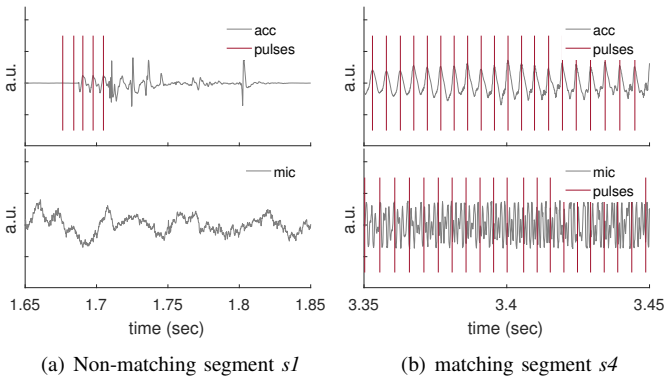 a.u.
acc
pulses
a.u.
mic
1.65
1.7
1.75
1.8
1.85
time (sec)
(a) Non-matching segment s1
a.u.
acc
pulses
a.u.
mic
pulses
3.35
3.4
3.45
time (sec)
(b) matching segment s4